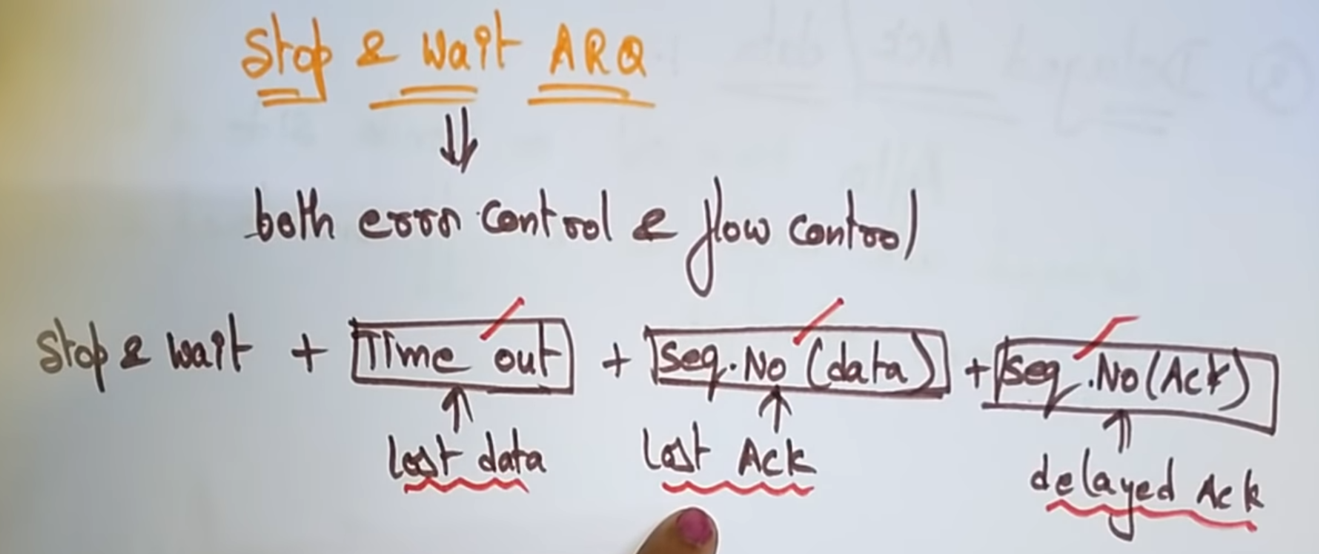 Stop & Wait ARQ
both error control & flow control
Stop & Wait + Time out + Seq.No (data) + Seq.No (Ack)
lost data
lost Ack
delayed Ack